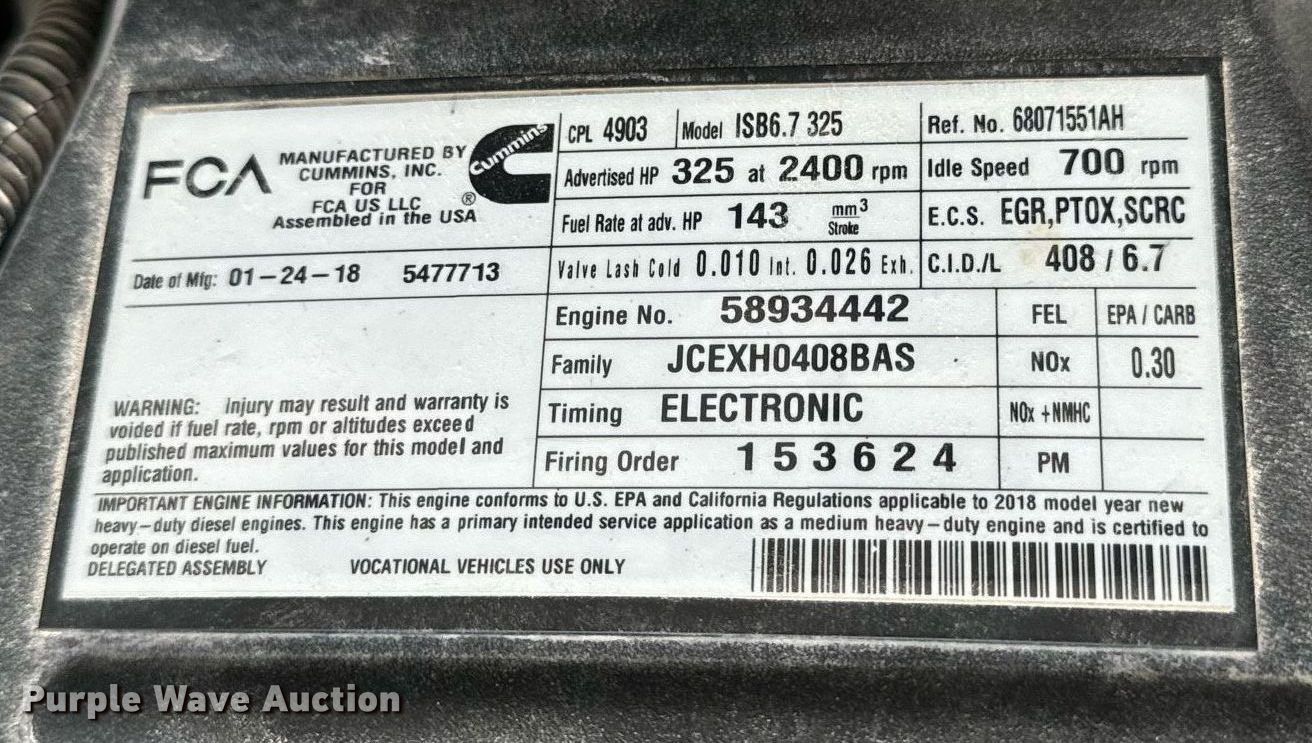 FCA
MANUFACTURED BY
CUMMINS, INC.
FOR
FCA US LLC ®
Assembled in the USA
Cummins
Date of Mfg: 01-24-18 5477713
CPL 4903 Model ISB6.7 325 Ref. No. 68071551AH
Advertised HP 325 at 2400 rpm Idle Speed 700 rpm
Fuel Rate at adv. HP 143 mm³ Stroke E.C.S. EGR,PTOX,SCRC
Valve Lash Cold 0.010 Int. 0.026 Exh. C.I.D./L 408 / 6.7
Engine No. 58934442 FEL EPA / CARB
Family JCEXH0408BAS NOx 0.30
Timing ELECTRONIC NOx +NMHC
Firing Order 1 5 3 6 2 4 PM
WARNING: Injury may result and warranty is
voided if fuel rate, rpm or altitudes exceed
published maximum values for this model and
application.
IMPORTANT ENGINE INFORMATION: This engine conforms to U.S. EPA and California Regulations applicable to 2018 model year new
heavy-duty diesel engines. This engine has a primary intended service application as a medium heavy-duty engine and is certified to
operate on diesel fuel.
DELEGATED ASSEMBLY VOCATIONAL VEHICLES USE ONLY
Purple Wave Auction